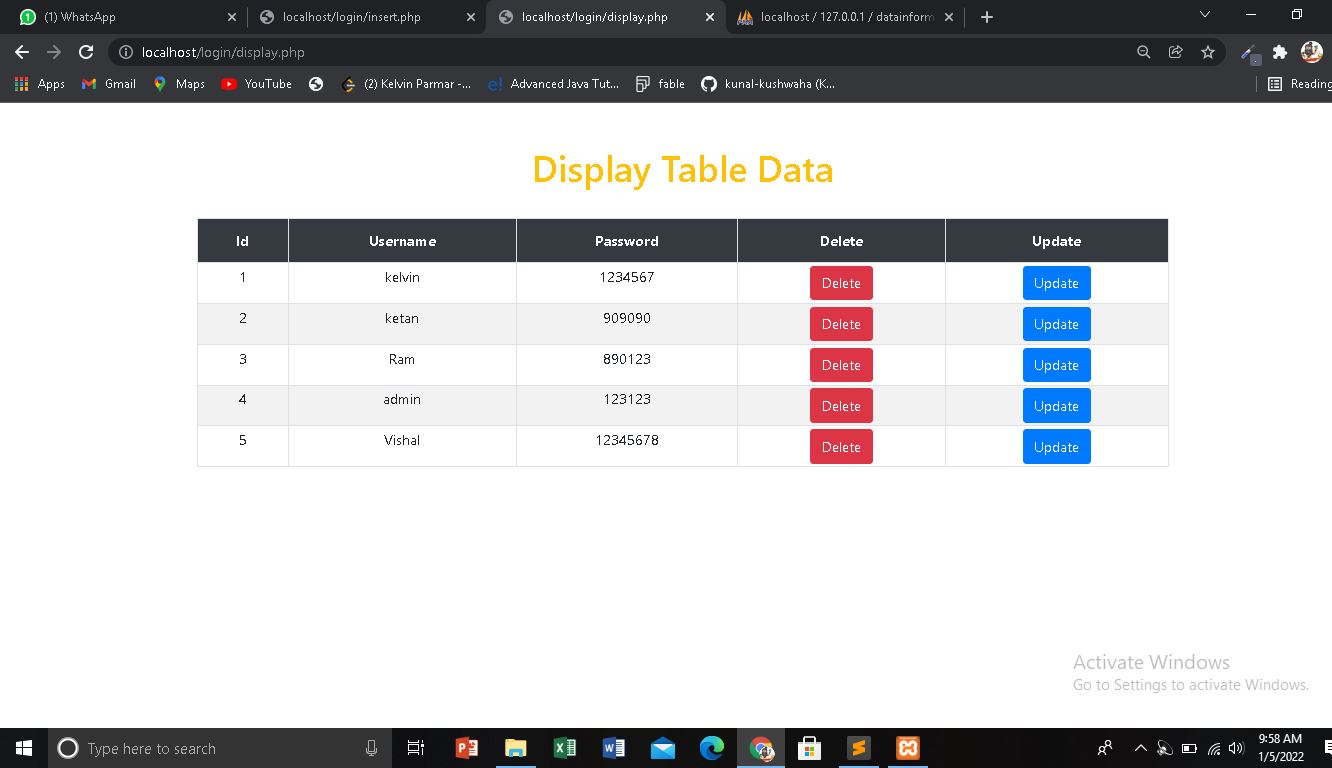 (1) WhatsApp localhost/login/insert.php localhost/login/display.php localhost / 127.0.0.1 / datainform
localhost/login/display.php
Apps Gmail Maps YouTube (2) Kelvin Parmar -... Advanced Java Tut... fable kunal-kushwaha (K... Reading
Display Table Data
Id Username Password Delete Update
1 kelvin 1234567 Delete Update
2 ketan 909090 Delete Update
3 Ram 890123 Delete Update
4 admin 123123 Delete Update
5 Vishal 12345678 Delete Update
Activate Windows
Go to Settings to activate Windows.
Type here to search
9:58 AM
1/5/2022